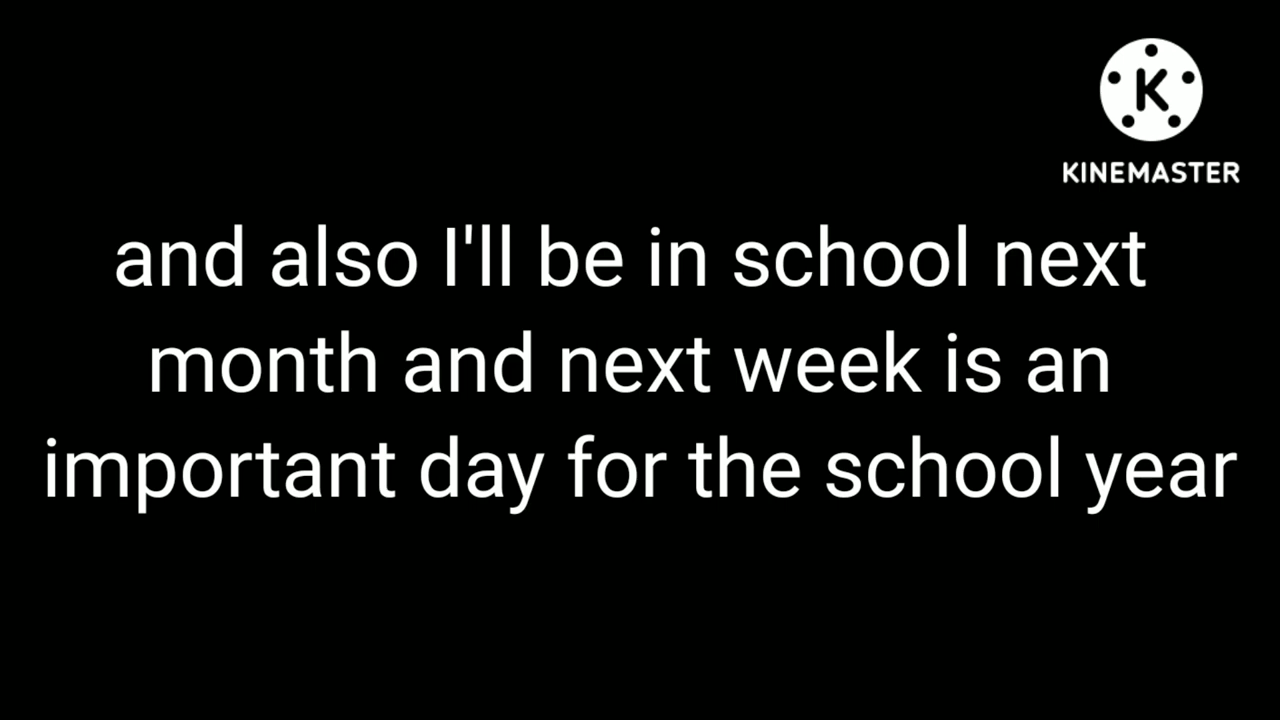 K
KINEMASTER
and also I'll be in school next
month and next week is an
important day for the school year